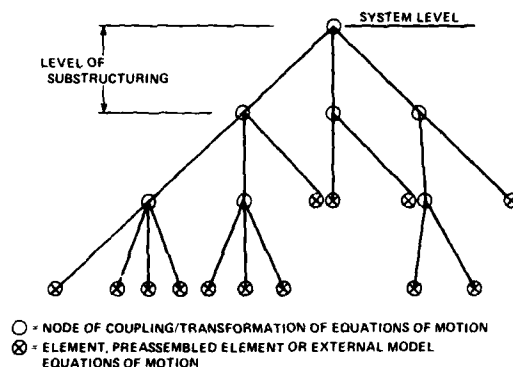 SYSTEM LEVEL
LEVEL OF
SUBSTRUCTURING
= NODE OF COUPLING/TRANSFORMATION OF EQUATIONS OF MOTION
= ELEMENT, PREASSEMBLED ELEMENT OR EXTERNAL MODEL
EQUATIONS OF MOTION